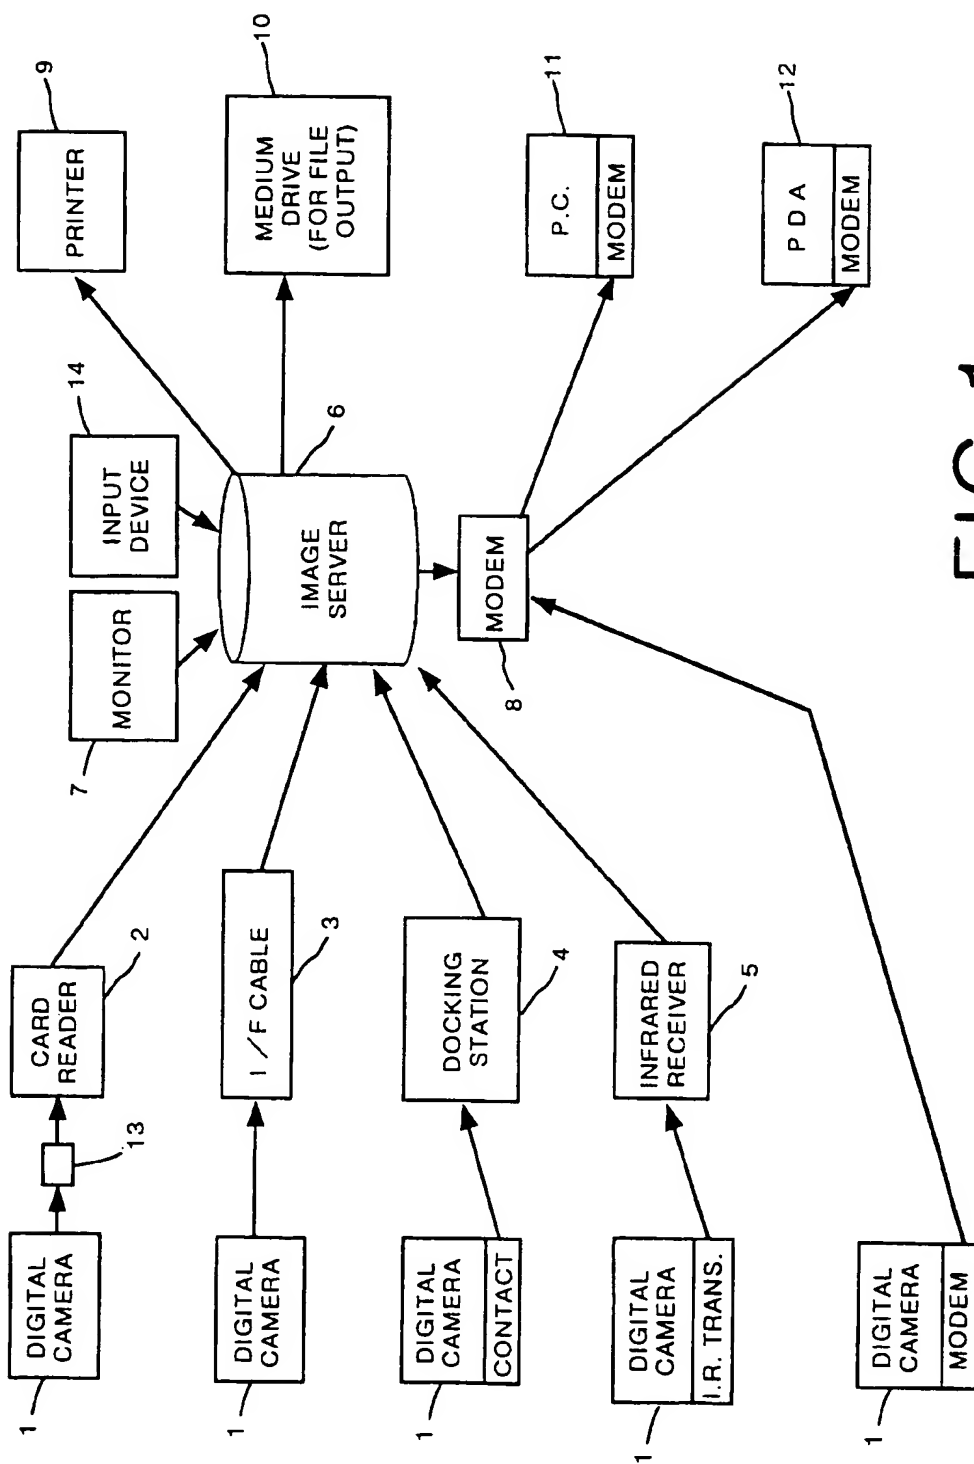 1
DIGITAL
CAMERA
13
CARD
READER
2
1
DIGITAL
CAMERA
I/F CABLE
3
1
DIGITAL
CAMERA
CONTACT
DOCKING
STATION
4
1
DIGITAL
CAMERA
I.R. TRANS.
INFRARED
RECEIVER
5
1
DIGITAL
CAMERA
MODEM
7
MONITOR
INPUT
DEVICE
14
IMAGE
SERVER
6
MODEM
8
PRINTER
9
MEDIUM
DRIVE
(FOR FILE
OUTPUT)
10
P.C.
MODEM
11
PDA
MODEM
12